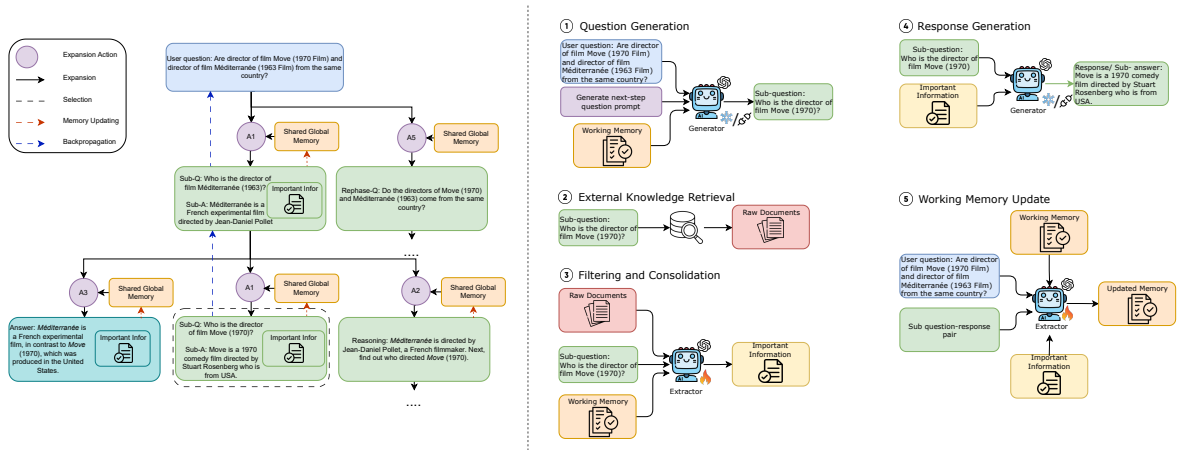 Expansion Action
Expansion
Selection
Memory Updating
Backpropagation
User question: Are director of film Move (1970 Film) and
director of film Méditerranée (1963 Film) from the same
country?
A1
Shared Global
Memory
A5
Shared Global
Memory
Sub-Q: Who is the director of
film Méditerranée (1963)?
Sub-A: Méditerranée is a
French experimental film
directed by Jean-Daniel Pollet
Important Infor
Rephase-Q: Do the directors of Move (1970)
and Méditerranée (1963) come from the same
country?
....
A3
Shared Global
Memory
A1
Shared Global
Memory
A2
Shared Global
Memory
Answer: Méditerranée is
a French experimental
film, in contrast to Move
(1970), which was
produced in the United
States.
Important Infor
Sub-Q: Who is the director
of film Move (1970)?
Sub-A: Move is a 1970
comedy film directed by
Stuart Rosenberg who is
from USA.
Important Infor
Reasoning: Méditerranée is directed by
Jean-Daniel Pollet, a French filmmaker. Next,
find out who directed Move (1970).
....
1 Question Generation
User question: Are director
of film Move (1970 Film)
and director of film
Méditerranée (1963 Film)
from the same country?
Generate next-step
question prompt
Working Memory
AI
Generator
Sub-question:
Who is the director of
film Move (1970)?
2 External Knowledge Retrieval
Sub-question:
Who is the director of
film Move (1970)?
Raw Documents
3 Filtering and Consolidation
Raw Documents
Sub-question:
Who is the director of
film Move (1970)?
Working Memory
AI
Extractor
Important
Information
4 Response Generation
Sub-question:
Who is the director of
film Move (1970)
Important
Information
AI
Generator
Response/ Sub- answer:
Move is a 1970 comedy
film directed by Stuart
Rosenberg who is from
USA.
5 Working Memory Update
Working Memory
User question: Are director
of film Move (1970 Film)
and director of film
Méditerranée (1963 Film)
from the same country?
Sub question-response
pair
AI
Extractor
Updated Memory
Important
Information